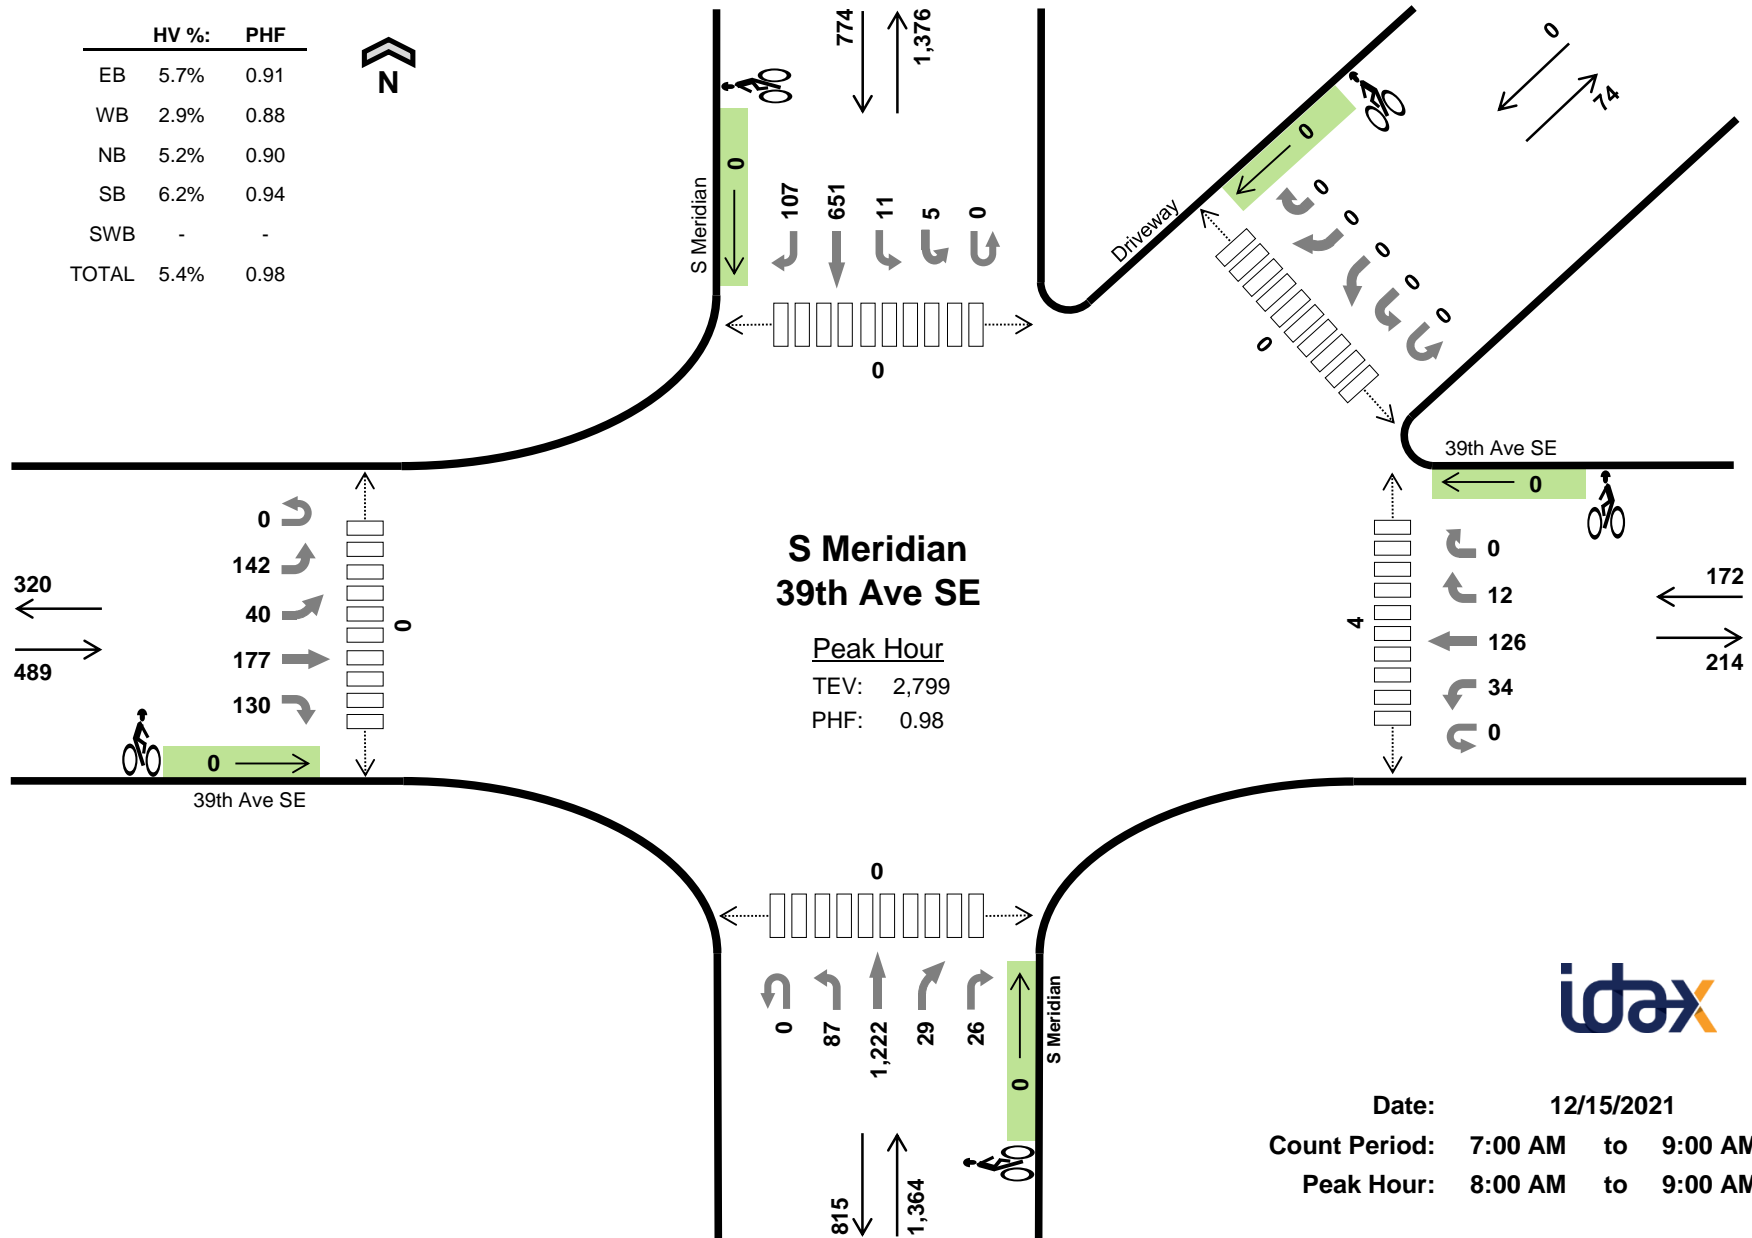 HV %: PHF
EB 5.7% 0.91
WB 2.9% 0.88
NB 5.2% 0.90
SB 6.2% 0.94
SWB - -
TOTAL 5.4% 0.98
N
774
1,376
0
74
S Meridian
0
107
651
11
5
0
0
Driveway
0
0
0
0
0
0
0
39th Ave SE
0
0
142
40
177
130
0
320
489
0
39th Ave SE
S Meridian
39th Ave SE
Peak Hour
TEV: 2,799
PHF: 0.98
4
0
12
126
34
0
172
214
0
0
87
1,222
29
26
0
S Meridian
815
1,364
idax
Date: 12/15/2021
Count Period: 7:00 AM to 9:00 AM
Peak Hour: 8:00 AM to 9:00 AM